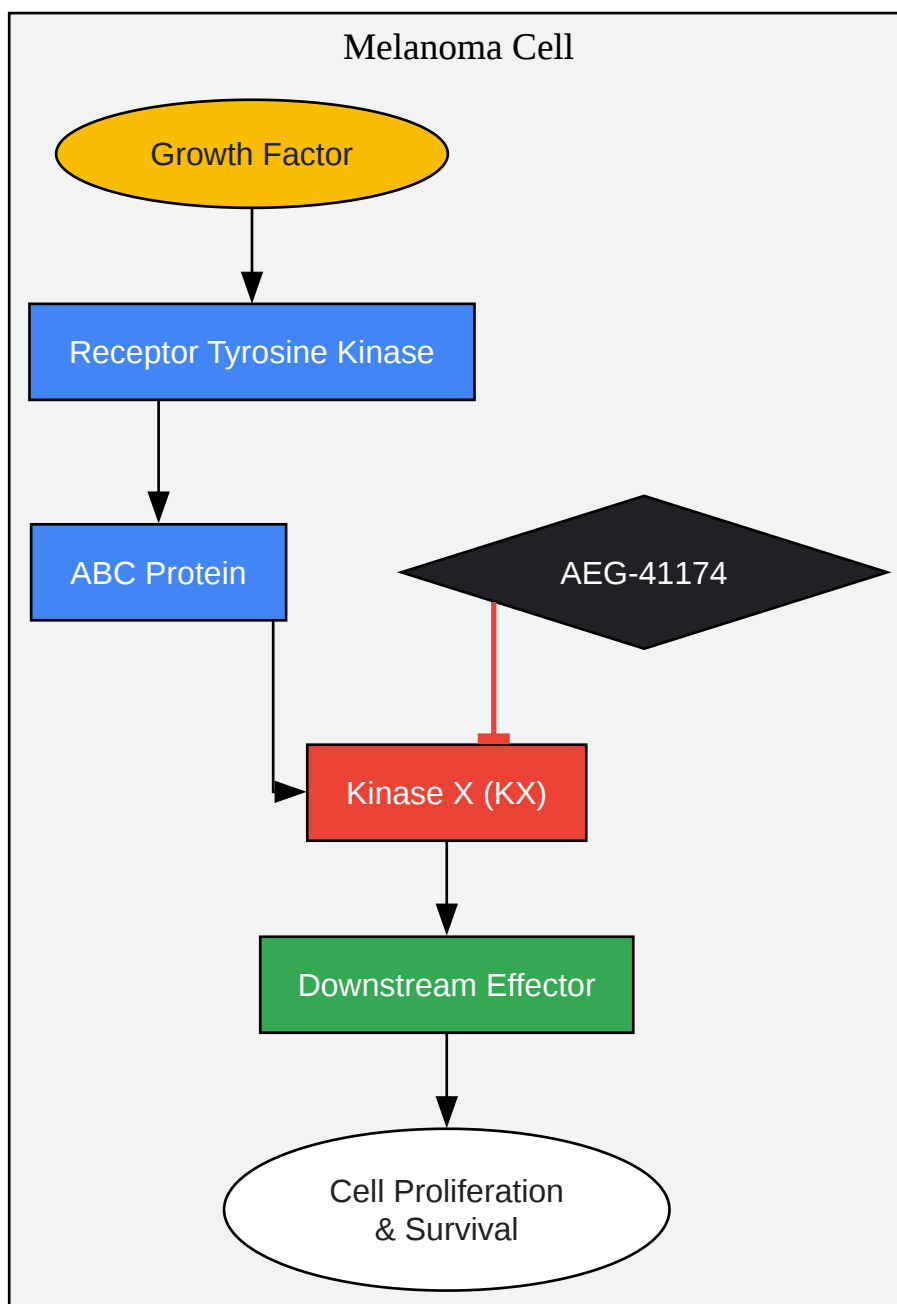 Melanoma Cell
Growth Factor
Receptor Tyrosine Kinase
ABC Protein
AEG-41174
Kinase X (KX)
Downstream Effector
Cell Proliferation
& Survival